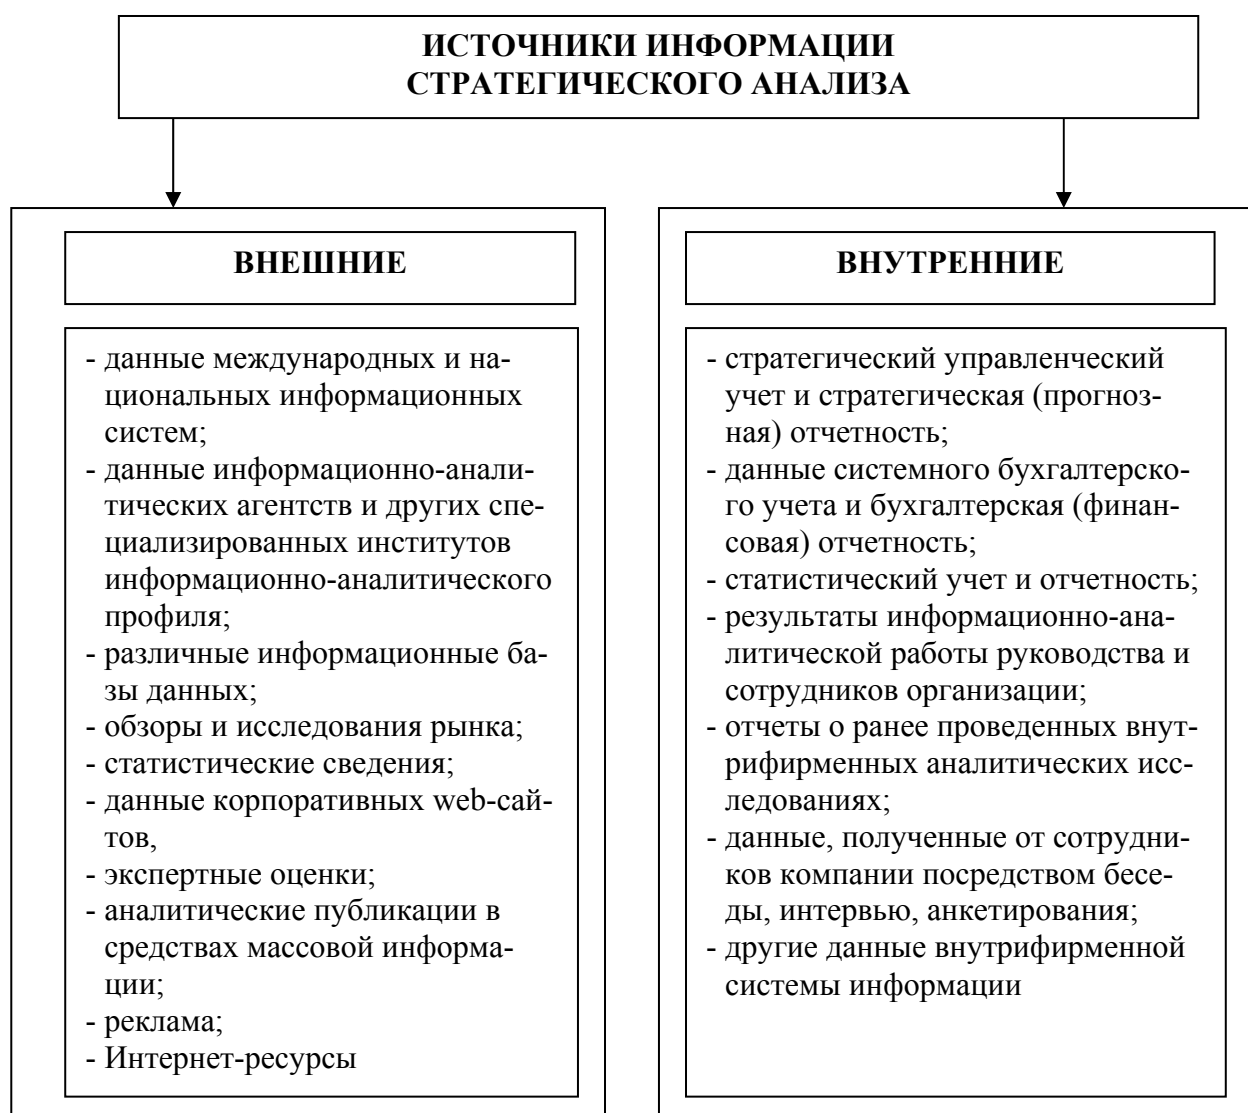 ИСТОЧНИКИ ИНФОРМАЦИИ
СТРАТЕГИЧЕСКОГО АНАЛИЗА
ВНЕШНИЕ
- данные международных и на-
циональных информационных
систем;
- данные информационно-анали-
тических агентств и других спе-
циализированных институтов
информационно-аналитического
профиля;
- различные информационные ба-
зы данных;
- обзоры и исследования рынка;
- статистические сведения;
- данные корпоративных web-сай-
тов,
- экспертные оценки;
- аналитические публикации в
средствах массовой информа-
ции;
- реклама;
- Интернет-ресурсы
ВНУТРЕННИЕ
- стратегический управленческий
учет и стратегическая (прогноз-
ная) отчетность;
- данные системного бухгалтерско-
го учета и бухгалтерская (финан-
совая) отчетность;
- статистический учет и отчетность;
- результаты информационно-ана-
литической работы руководства и
сотрудников организации;
- отчеты о ранее проведенных внут-
рифирменных аналитических исс-
ледованиях;
- данные, полученные от сотрудни-
ков компании посредством бесе-
ды, интервью, анкетирования;
- другие данные внутрифирменной
системы информации